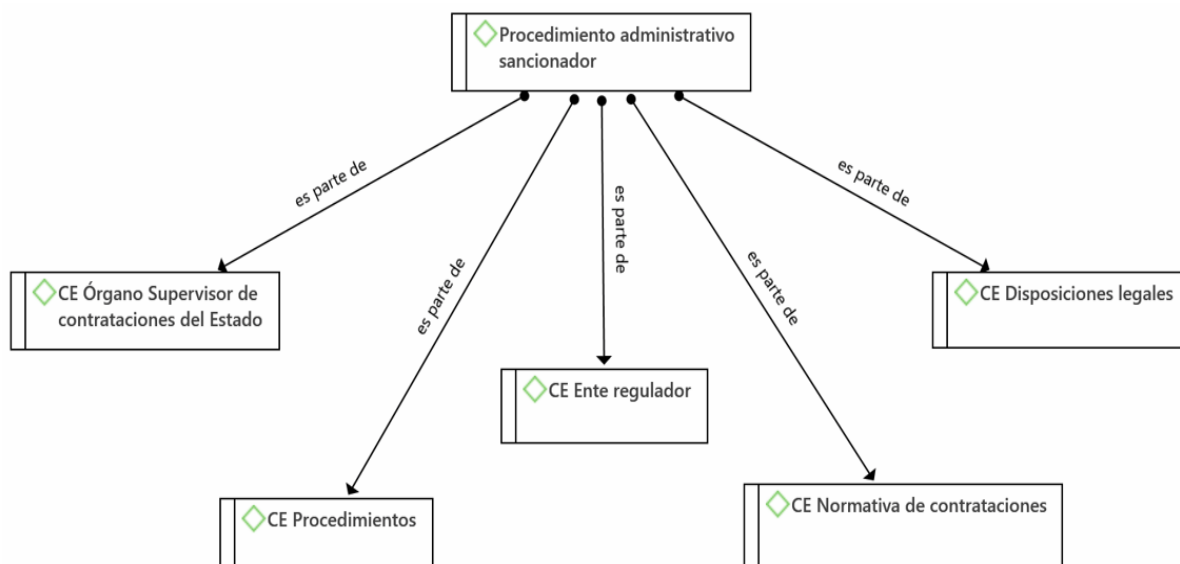 Procedimiento administrativo
sancionador
es parte de
es parte de
es parte de
es parte de
es parte de
CE Órgano Supervisor de
contrataciones del Estado
CE Disposiciones legales
CE Ente regulador
CE Procedimientos
CE Normativa de contrataciones